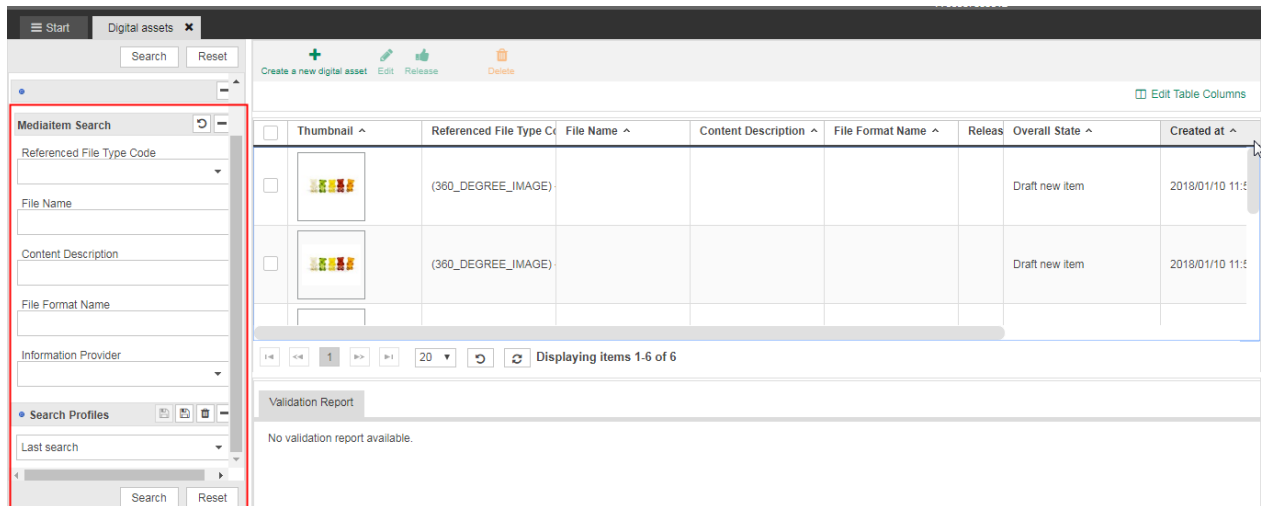 Start
Digital assets
Search Reset
Create a new digital asset Edit Release Delete
Edit Table Columns
Mediaitem Search
Referenced File Type Code
File Name
Content Description
File Format Name
Information Provider
Search Profiles
Last search
Search Reset
Thumbnail Referenced File Type Co File Name Content Description File Format Name Releas Overall State Created at
(360_DEGREE_IMAGE) Draft new item 2018/01/10 11:5
(360_DEGREE_IMAGE) Draft new item 2018/01/10 11:5
1 20 Displaying items 1-6 of 6
Validation Report
No validation report available.